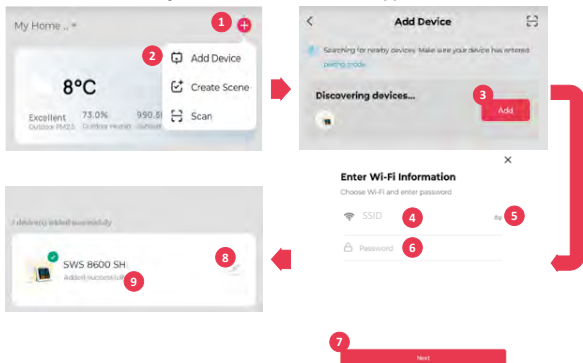 My Home ..
1
2
Add Device
Create Scene
Scan
8°C
Excellent
73.0%
Outdoor PM2.5
Add Device
Searching for nearby devices. Make sure your device has entered
pairing mode.
Discovering devices...
3
Add
Enter Wi-Fi Information
Choose Wi-Fi and enter password
SSID
4
5
Password
6
7
Next
device(s) added successfully
SWS 8600 SH
8
Added successfully
9